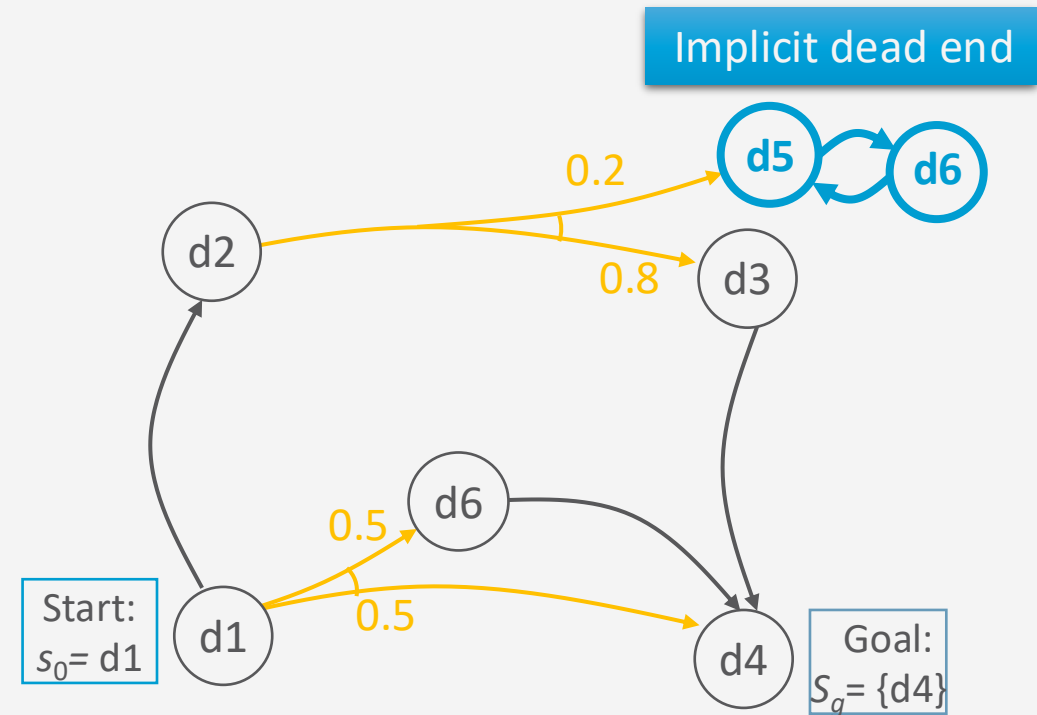 Implicit dead end
d5
d6
0.2
d2
0.8
d3
d6
0.5
0.5
Start:
s₀= d1
d1
d4
Goal:
S_g= {d4}